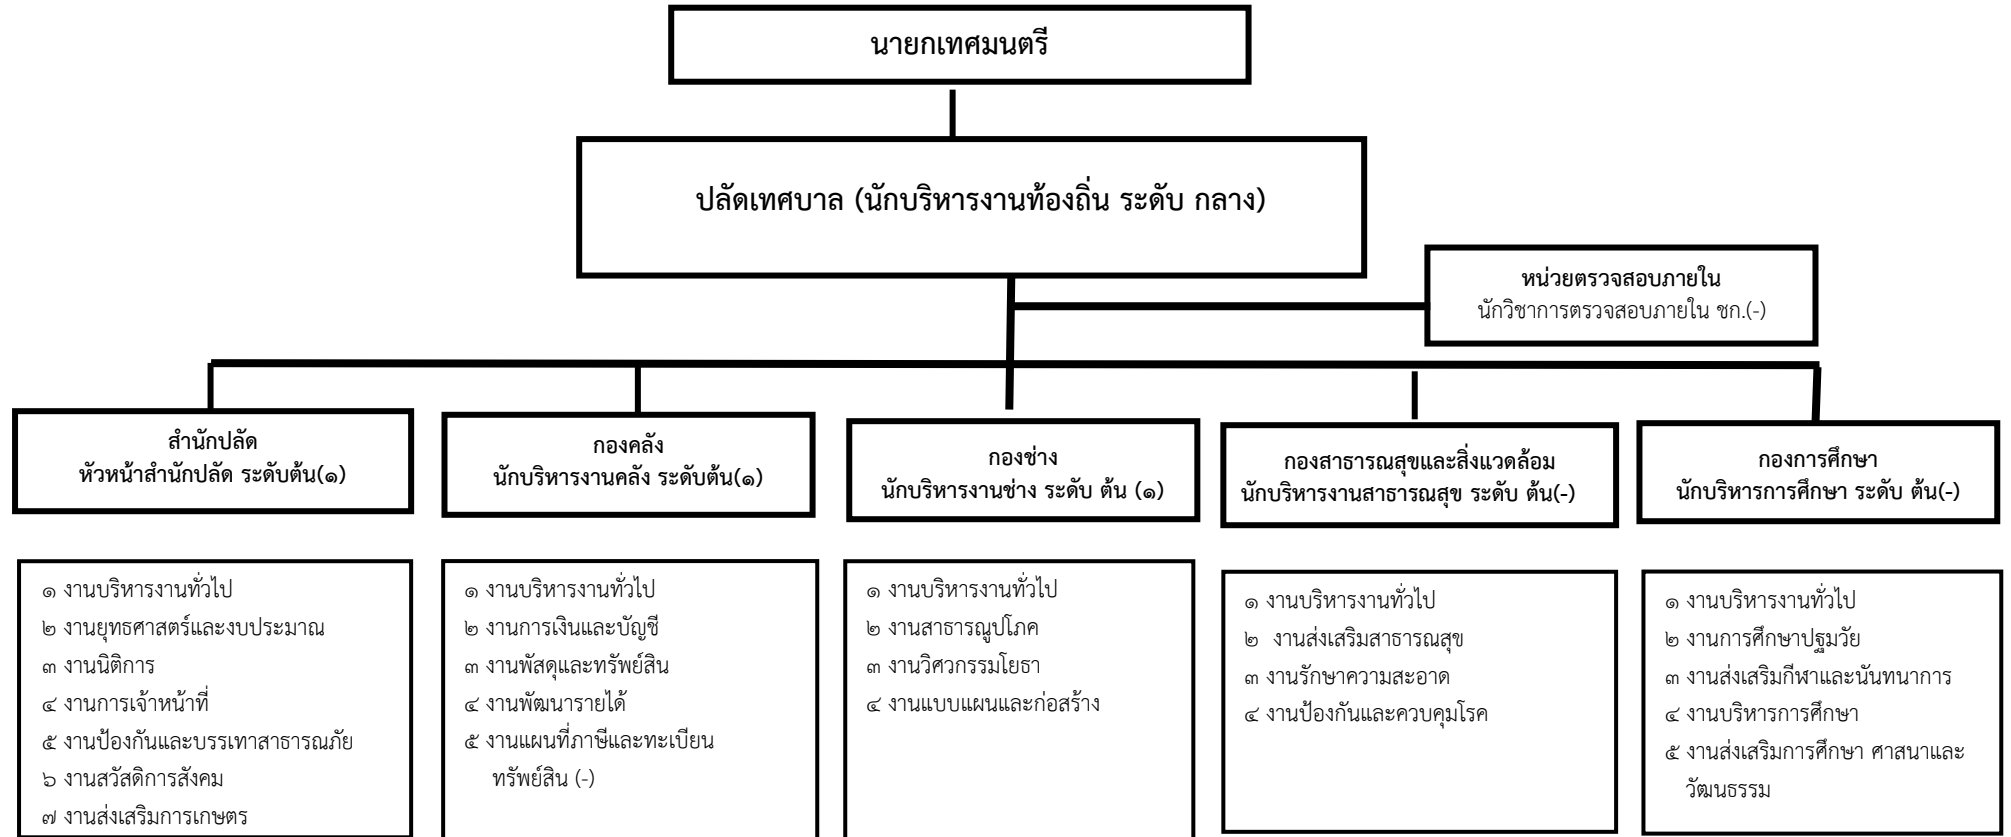 นายกเทศมนตรี
ปลัดเทศบาล (นักบริหารงานท้องถิ่น ระดับ กลาง)
หน่วยตรวจสอบภายใน
นักวิชาการตรวจสอบภายใน ชก.(-)
สำนักปลัด
หัวหน้าสำนักปลัด ระดับต้น(๑)
กองคลัง
นักบริหารงานคลัง ระดับต้น(๑)
กองช่าง
นักบริหารงานช่าง ระดับ ต้น (๑)
กองสาธารณสุขและสิ่งแวดล้อม
นักบริหารงานสาธารณสุข ระดับ ต้น(-)
กองการศึกษา
นักบริหารการศึกษา ระดับ ต้น(-)
๑ งานบริหารงานทั่วไป
๒ งานยุทธศาสตร์และงบประมาณ
๓ งานนิติการ
๔ งานการเจ้าหน้าที่
๕ งานป้องกันและบรรเทาสาธารณภัย
๖ งานสวัสดิการสังคม
๗ งานส่งเสริมการเกษตร
๑ งานบริหารงานทั่วไป
๒ งานการเงินและบัญชี
๓ งานพัสดุและทรัพย์สิน
๔ งานพัฒนารายได้
๕ งานแผนที่ภาษีและทะเบียน
ทรัพย์สิน (-)
๑ งานบริหารงานทั่วไป
๒ งานสาธารณูปโภค
๓ งานวิศวกรรมโยธา
๔ งานแบบแผนและก่อสร้าง
๑ งานบริหารงานทั่วไป
๒ งานส่งเสริมสาธารณสุข
๓ งานรักษาความสะอาด
๔ งานป้องกันและควบคุมโรค
๑ งานบริหารงานทั่วไป
๒ งานการศึกษาปฐมวัย
๓ งานส่งเสริมกีฬาและนันทนาการ
๔ งานบริหารการศึกษา
๕ งานส่งเสริมการศึกษา ศาสนาและ
วัฒนธรรม